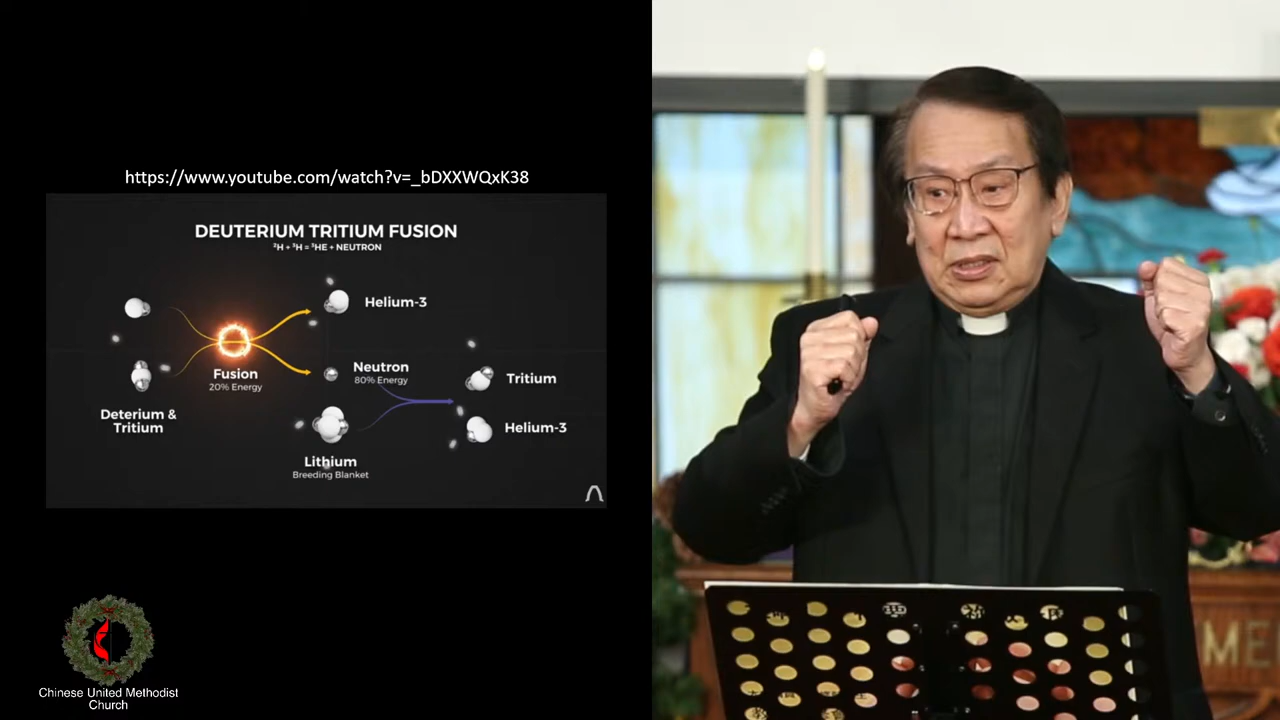 https://www.youtube.com/watch?v=_bDXXWQxK38
DEUTERIUM TRITIUM FUSION
²H + ³H = ³HE + NEUTRON
Helium-3
Fusion
20% Energy
Neutron
80% Energy
Tritium
Deterium &
Tritium
Helium-3
Lithium
Breeding Blanket
Chinese United Methodist
Church
ME